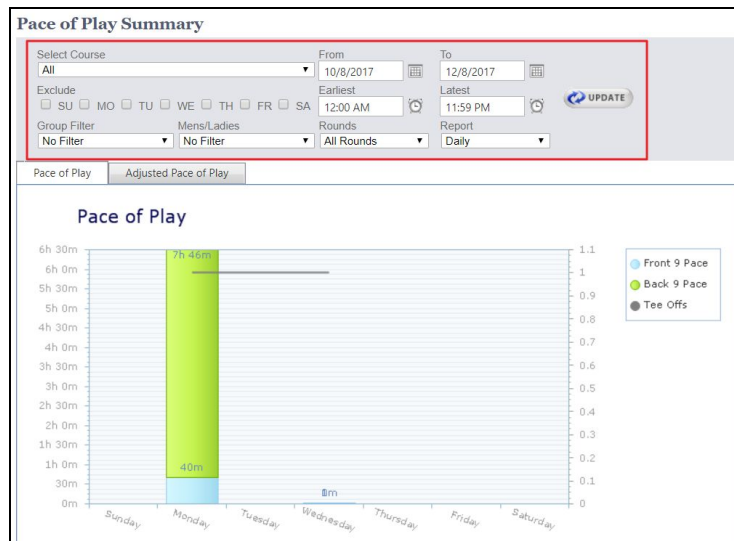 Pace of Play Summary
Select Course From To
All 10/8/2017 12/8/2017
Exclude Earliest Latest
SU MO TU WE TH FR SA 12:00 AM 11:59 PM UPDATE
Group Filter Mens/Ladies Rounds Report
No Filter No Filter All Rounds Daily
Pace of Play Adjusted Pace of Play
Pace of Play
6h 30m 7h 46m 1.1
6h 0m 1
5h 30m 0.9
5h 0m 0.8
4h 30m
4h 0m 0.7
3h 30m 0.6
3h 0m 0.5
2h 30m 0.4
2h 0m
1h 30m 0.3
1h 0m 40m 0.2
30m 0.1
0m 0
Sunday Monday Tuesday Wednesday Thursday Friday Saturday
Front 9 Pace
Back 9 Pace
Tee Offs